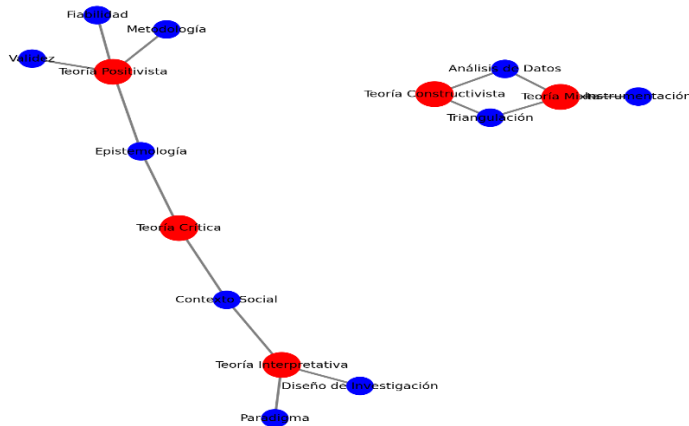 Fiabilidad
Metodología
Validez
Teoría Positivista
Análisis de Datos
Teoría Constructivista
Teoría Mixta
Instrumentación
Triangulación
Epistemología
Teoría Crítica
Contexto Social
Teoría Interpretativa
Diseño de Investigación
Paradigma